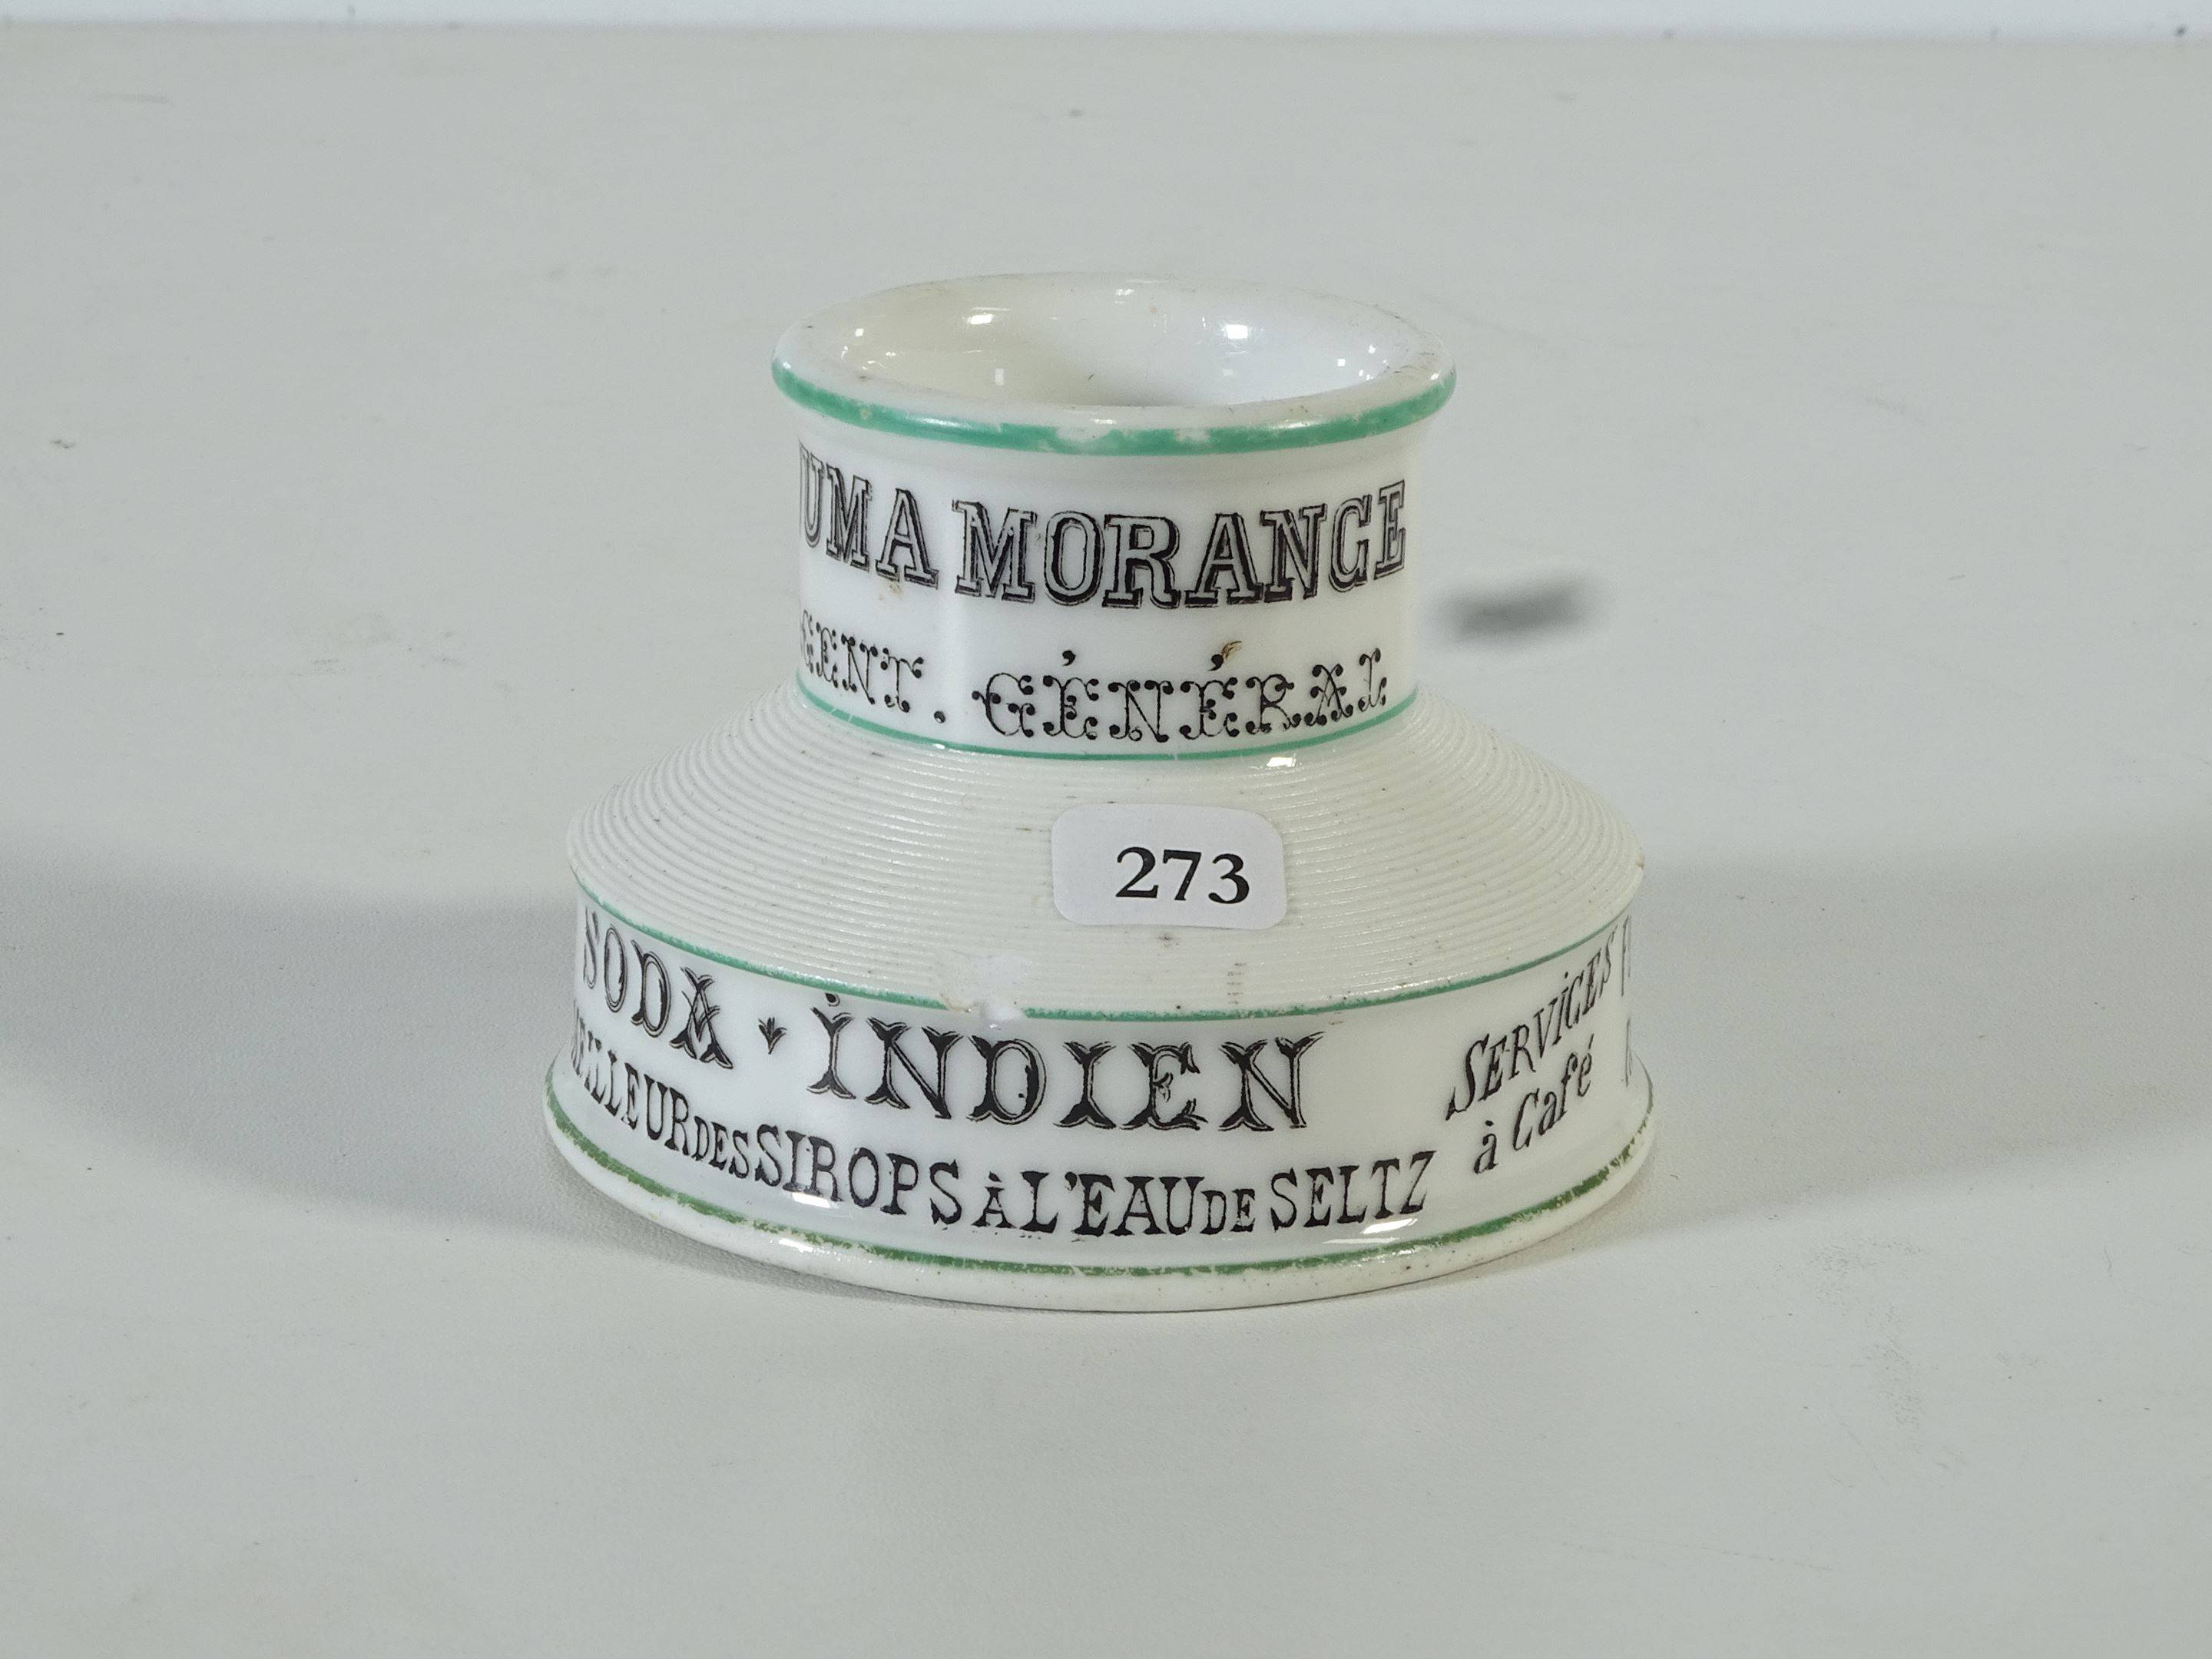 UMA MORANGE
GENT. GÉNÉRAL
273
SODA · INDIEN
EILLEUR DES SIROPS À L'EAU DE SELTZ
SERVICES
à Café